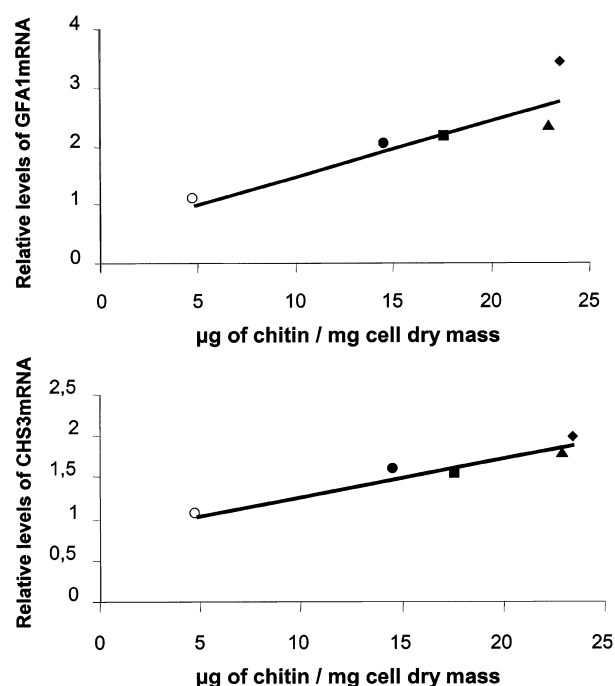 Relative levels of GFA1mRNA
4
3
2
1
0
0 5 10 15 20 25
µg of chitin / mg cell dry mass
Relative levels of CHS3mRNA
2,5
2
1,5
1
0,5
0
0 5 10 15 20 25
µg of chitin / mg cell dry mass